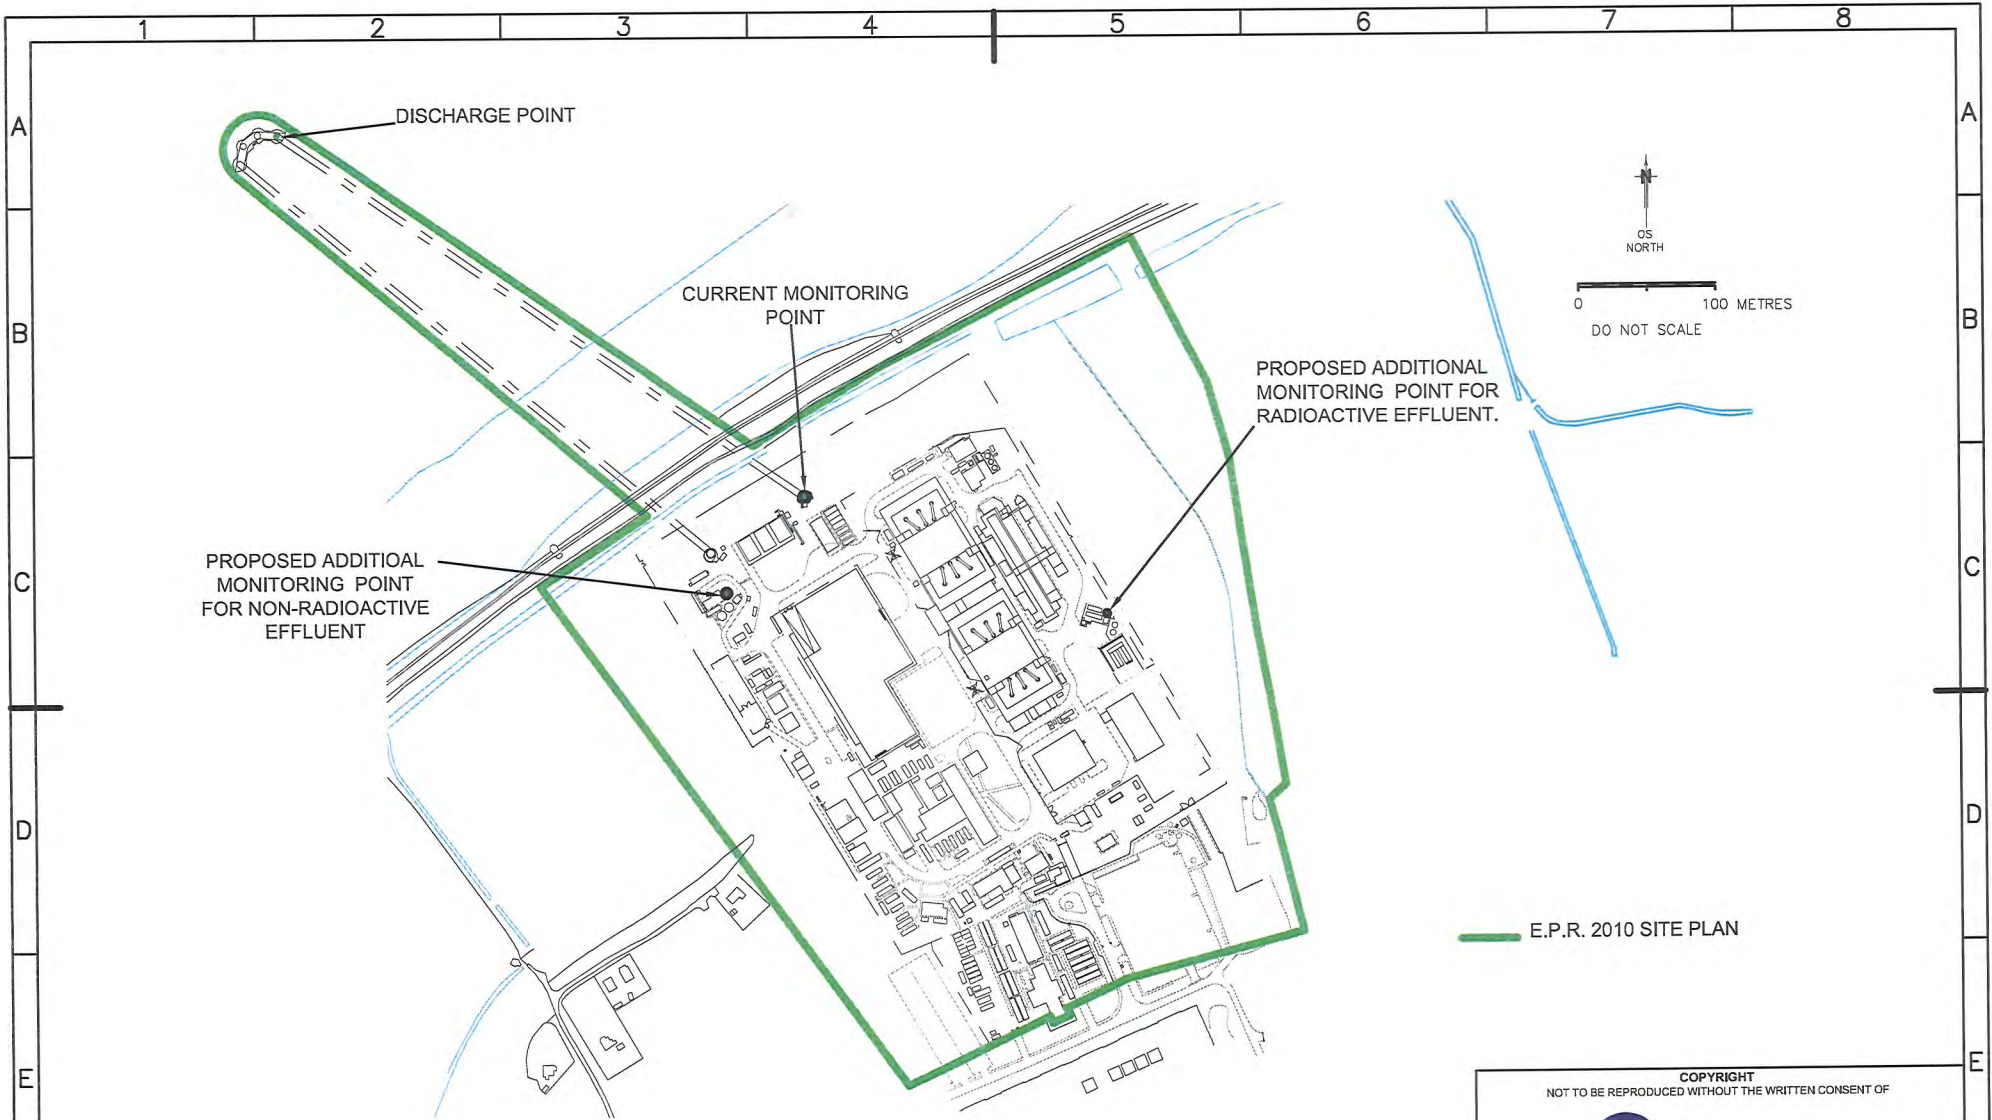 1 2 3 4 5 6 7 8
A
A
DISCHARGE POINT
N
OS
NORTH
CURRENT MONITORING
POINT
0 100 METRES
DO NOT SCALE
B
B
PROPOSED ADDITIONAL
MONITORING POINT FOR
RADIOACTIVE EFFLUENT.
PROPOSED ADDITIOAL
MONITORING POINT
FOR NON-RADIOACTIVE
EFFLUENT
C
C
D
D
E.P.R. 2010 SITE PLAN
E
E
COPYRIGHT
NOT TO BE REPRODUCED WITHOUT THE WRITTEN CONSENT OF